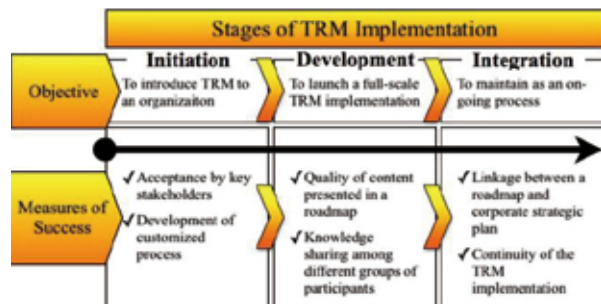 Stages of TRM Implementation
Initiation
Development
Integration
Objective
To introduce TRM to
an organizaiton
To launch a full-scale
TRM implementation
To maintain as an on-
going process
Measures of
Success
✓ Acceptance by key
stakeholders
✓ Development of
customized
process
✓ Quality of content
presented in a
roadmap
✓ Knowledge
sharing among
different groups of
participants
✓ Linkage between a
roadmap and
corporate strategic
plan
✓ Continuity of the
TRM
implementation